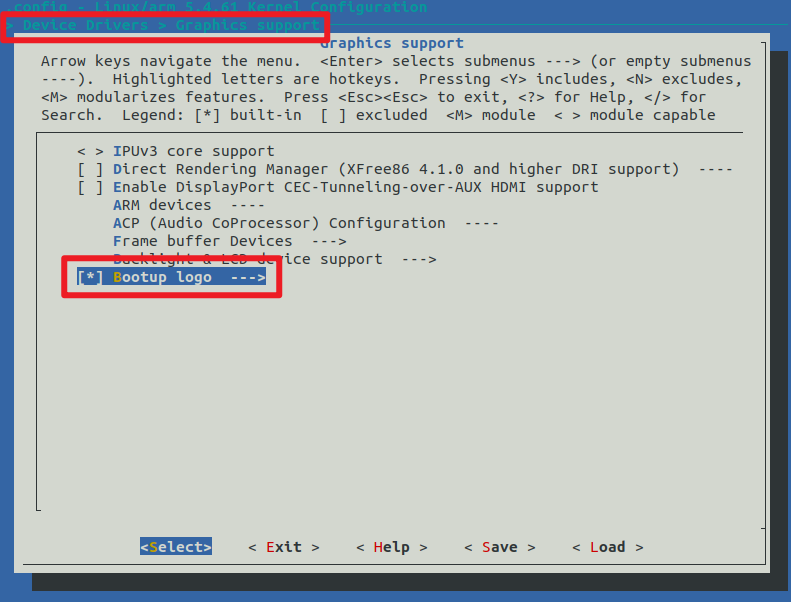 .config - Linux/arm 5.4.61 Kernel Configuration
> Device Drivers > Graphics support
Graphics support
Arrow keys navigate the menu.  <Enter> selects submenus ---> (or empty submenus
----).  Highlighted letters are hotkeys.  Pressing <Y> includes, <N> excludes,
<M> modularizes features.  Press <Esc><Esc> to exit, <?> for Help, </> for
Search.  Legend: [*] built-in  [ ] excluded  <M> module  < > module capable
< > IPUv3 core support
[ ] Direct Rendering Manager (XFree86 4.1.0 and higher DRI support)  ----
[ ] Enable DisplayPort CEC-Tunneling-over-AUX HDMI support
ARM devices  ----
ACP (Audio CoProcessor) Configuration  ----
Frame buffer Devices  --->
Backlight & LCD device support  --->
[*] Bootup logo  --->
<Select>    < Exit >    < Help >    < Save >    < Load >